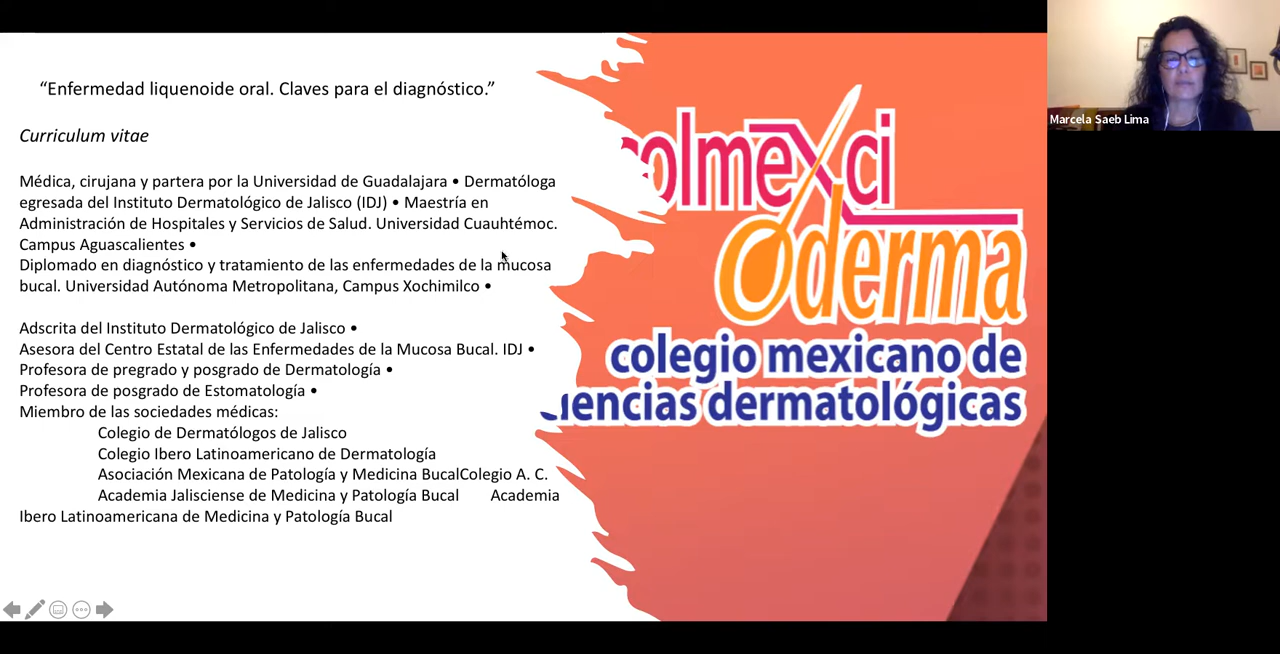 “Enfermedad liquenoide oral. Claves para el diagnóstico.”
Curriculum vitae
Médica, cirujana y partera por la Universidad de Guadalajara • Dermatóloga
egresada del Instituto Dermatológico de Jalisco (IDJ) • Maestría en
Administración de Hospitales y Servicios de Salud. Universidad Cuauhtémoc.
Campus Aguascalientes •
Diplomado en diagnóstico y tratamiento de las enfermedades de la mucosa
bucal. Universidad Autónoma Metropolitana, Campus Xochimilco •
Adscrita del Instituto Dermatológico de Jalisco •
Asesora del Centro Estatal de las Enfermedades de la Mucosa Bucal. IDJ •
Profesora de pregrado y posgrado de Dermatología •
Profesora de posgrado de Estomatología •
Miembro de las sociedades médicas:
Colegio de Dermatólogos de Jalisco
Colegio Ibero Latinoamericano de Dermatología
Asociación Mexicana de Patología y Medicina BucalColegio A. C.
Academia Jalisciense de Medicina y Patología Bucal Academia
Ibero Latinoamericana de Medicina y Patología Bucal
olmexci
derma
colegio mexicano de
iencias dermatológicas
Marcela Saeb Lima